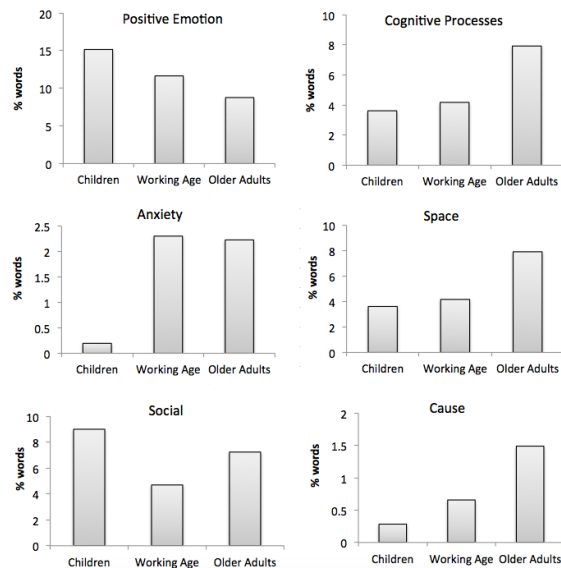 Positive Emotion
20
15
10
5
0
% words
Children Working Age Older Adults
Cognitive Processes
10
8
6
4
2
0
% words
Children Working Age Older Adults
Anxiety
2.5
2
1.5
1
0.5
0
% words
Children Working Age Older Adults
Space
10
8
6
4
2
0
% words
Children Working Age Older Adults
Social
10
8
6
4
2
0
% words
Children Working Age Older Adults
Cause
2
1.5
1
0.5
0
% words
Children Working Age Older Adults